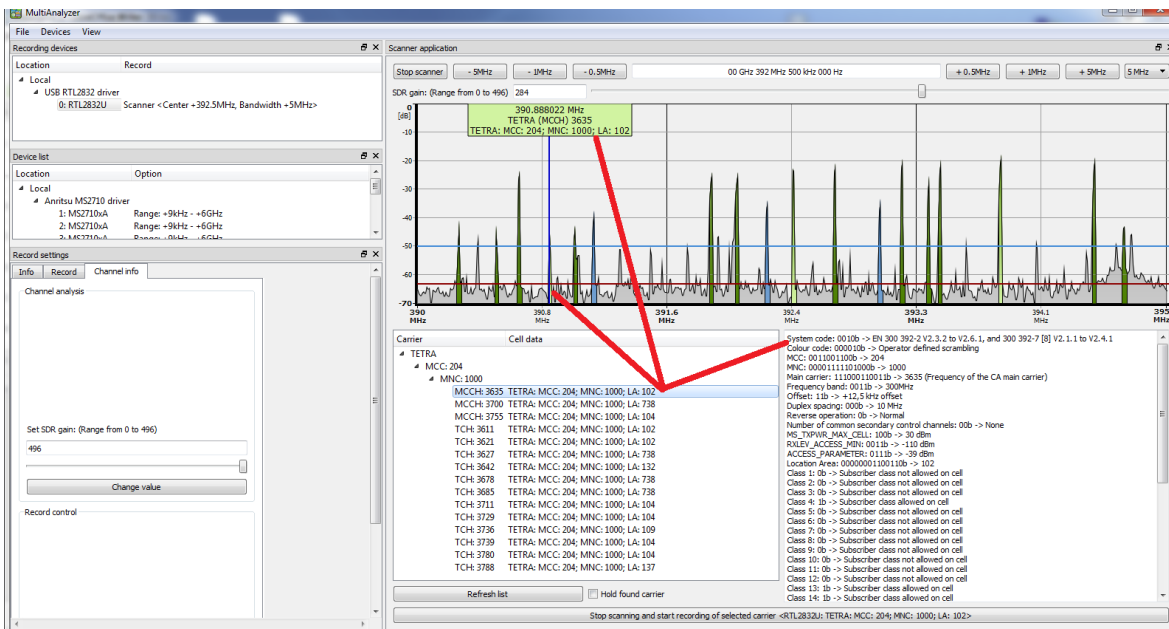 MultiAnalyzer
File Devices View
Recording devices
Location Record
Local
USB RTL2832 driver
0: RTL2832U Scanner <Center +392.5MHz, Bandwidth +5MHz>
Device list
Location Option
Local
Anritsu MS2710 driver
1: MS2710xA Range: +9kHz - +6GHz
2: MS2710xA Range: +9kHz - +6GHz
3: MS2710xA Range: +9kHz - +6GHz
Record settings
Info Record Channel info
Channel analysis
Set SDR gain: (Range from 0 to 496)
496
Change value
Record control
Scanner application
Stop scanner - 5MHz - 1MHz - 0.5MHz 00 GHz 392 MHz 500 kHz 000 Hz + 0.5MHz + 1MHz + 5MHz 5 MHz
SDR gain: (Range from 0 to 496) 284
390.888022 MHz
TETRA (MCCH) 3635
TETRA: MCC: 204; MNC: 1000; LA: 102
0
[dB]
-10
-20
-30
-40
-50
-60
-70
390 390.8 391.6 392.4 393.3 394.1 395
MHz MHz MHz MHz MHz MHz MHz
Carrier Cell data
TETRA
MCC: 204
MNC: 1000
MCCH: 3635 TETRA: MCC: 204; MNC: 1000; LA: 102
MCCH: 3700 TETRA: MCC: 204; MNC: 1000; LA: 738
MCCH: 3755 TETRA: MCC: 204; MNC: 1000; LA: 104
TCH: 3611 TETRA: MCC: 204; MNC: 1000; LA: 102
TCH: 3621 TETRA: MCC: 204; MNC: 1000; LA: 102
TCH: 3627 TETRA: MCC: 204; MNC: 1000; LA: 738
TCH: 3642 TETRA: MCC: 204; MNC: 1000; LA: 132
TCH: 3678 TETRA: MCC: 204; MNC: 1000; LA: 738
TCH: 3685 TETRA: MCC: 204; MNC: 1000; LA: 738
TCH: 3711 TETRA: MCC: 204; MNC: 1000; LA: 104
TCH: 3729 TETRA: MCC: 204; MNC: 1000; LA: 104
TCH: 3736 TETRA: MCC: 204; MNC: 1000; LA: 109
TCH: 3739 TETRA: MCC: 204; MNC: 1000; LA: 104
TCH: 3780 TETRA: MCC: 204; MNC: 1000; LA: 104
TCH: 3788 TETRA: MCC: 204; MNC: 1000; LA: 137
Refresh list Hold found carrier
System code: 0010b -> EN 300 392-2 V2.3.2 to V2.6.1, and 300 392-7 [8] V2.1.1 to V2.4.1
Colour code: 000010b -> Operator defined scrambling
MCC: 0011001100b -> 204
MNC: 00001111101000b -> 1000
Main carrier: 111000110011b -> 3635 (Frequency of the CA main carrier)
Frequency band: 0011b -> 300MHz
Offset: 11b -> +12,5 kHz offset
Duplex spacing: 000b -> 10 MHz
Reverse operation: 0b -> Normal
Number of common secondary control channels: 00b -> None
MS_TXPWR_MAX_CELL: 100b -> 30 dBm
RXLEV_ACCESS_MIN: 0011b -> -110 dBm
ACCESS_PARAMETER: 0111b -> -39 dBm
Location Area: 00000001100110b -> 102
Class 1: 0b -> Subscriber class not allowed on cell
Class 2: 0b -> Subscriber class not allowed on cell
Class 3: 0b -> Subscriber class not allowed on cell
Class 4: 1b -> Subscriber class allowed on cell
Class 5: 0b -> Subscriber class not allowed on cell
Class 6: 0b -> Subscriber class not allowed on cell
Class 7: 0b -> Subscriber class not allowed on cell
Class 8: 0b -> Subscriber class not allowed on cell
Class 9: 0b -> Subscriber class not allowed on cell
Class 10: 0b -> Subscriber class not allowed on cell
Class 11: 0b -> Subscriber class not allowed on cell
Class 12: 0b -> Subscriber class not allowed on cell
Class 13: 1b -> Subscriber class allowed on cell
Class 14: 1b -> Subscriber class allowed on cell
Stop scanning and start recording of selected carrier <RTL2832U: TETRA: MCC: 204; MNC: 1000; LA: 102>